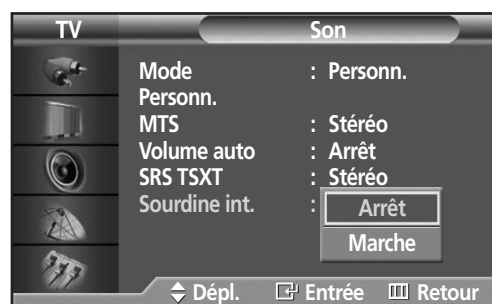 TV Son
Mode : Personn.
Personn.
MTS : Stéréo
Volume auto : Arrêt
SRS TSXT : Stéréo
Sourdine int. : Arrêt
Marche
Dépl. Entrée Retour